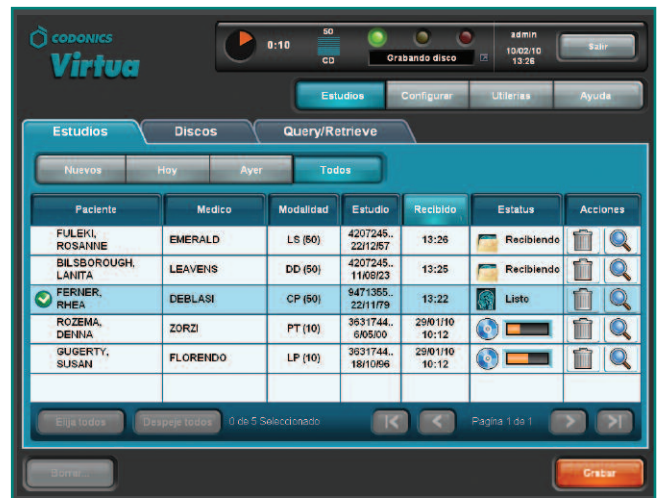 CODONICS
Virtua
0:10
50
CD
Grabando disco
admin
10/02/10
13:26
Salir
Estudios
Configurar
Utilerías
Ayuda
Estudios
Discos
Query/Retrieve
Nuevos
Hoy
Ayer
Todos
Paciente
Medico
Modalidad
Estudio
Recibido
Estatus
Acciones
FULEKI,
ROSANNE
EMERALD
LS (50)
4207245..
22/12/57
13:26
Recibiendo
BILSBOROUGH,
LANITA
LEAVENS
DD (50)
4207245..
11/08/23
13:25
Recibiendo
FERNER,
RHEA
DEBLASI
CP (50)
9471355..
22/11/79
13:22
Listo
ROZEMA,
DENNA
ZORZI
PT (10)
3631744..
6/05/00
29/01/10
10:12
GUGERTY,
SUSAN
FLORENDO
LP (10)
3631744..
18/10/96
29/01/10
10:12
Elija todos
Despeje todos
0 de 5 Seleccionado
Pagina 1 de 1
Borrar...
Grabar